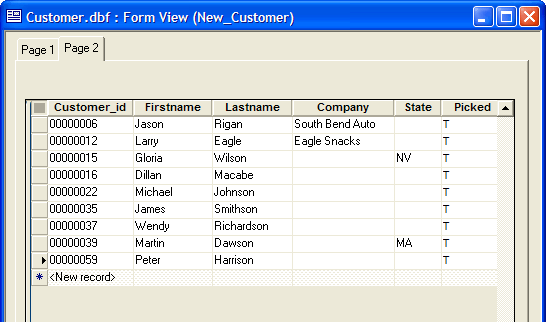 Customer.dbf : Form View (New_Customer)
Page 1 Page 2
Customer_id Firstname Lastname Company State Picked
00000006 Jason Rigan South Bend Auto T
00000012 Larry Eagle Eagle Snacks T
00000015 Gloria Wilson NV T
00000016 Dillan Macabe T
00000022 Michael Johnson T
00000035 James Smithson T
00000037 Wendy Richardson T
00000039 Martin Dawson MA T
00000059 Peter Harrison T
<New record>